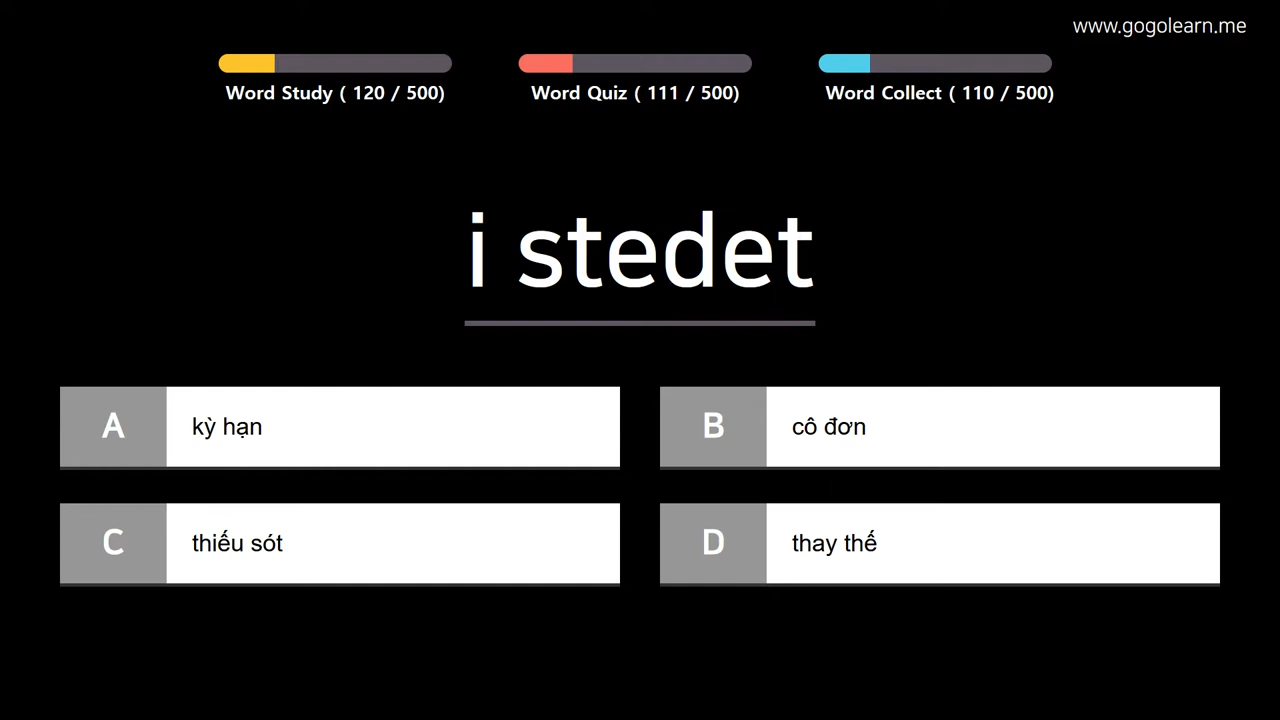 www.gogolearn.me
Word Study ( 120 / 500)
Word Quiz ( 111 / 500)
Word Collect ( 110 / 500)
i stedet
A kỳ hạn
B cô đơn
C thiếu sót
D thay thế